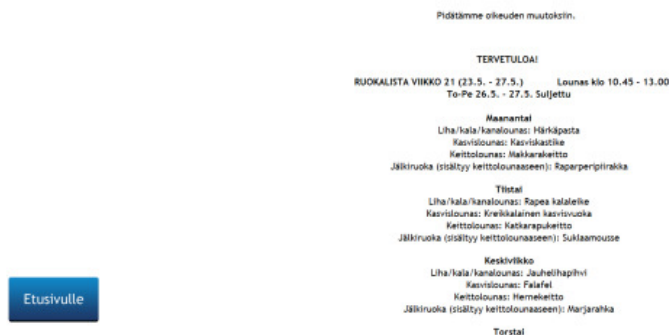 Pidätämme oikeuden muutoksiin.
TERVETULOA!
RUOKALISTA VIIKKO 21 (23.5. - 27.5.) Lounas klo 10.45 - 13.00
To-Pe 26.5. - 27.5. Suljettu
Maanantai
Liha/kala/kanalounas: Härkäpasta
Kasvislounas: Kasviskastike
Keittolounas: Makkarakeitto
Jälkiruoka (sisältyy keittolounaaseen): Raparperipiirakka
Tiistai
Liha/kala/kanalounas: Rapea kalaleike
Kasvislounas: Kreikkalainen kasvisvuoka
Keittolounas: Katkarapukeitto
Jälkiruoka (sisältyy keittolounaaseen): Suklaamousse
Keskiviikko
Liha/kala/kanalounas: Jauhelihapihvi
Kasvislounas: Falafel
Keittolounas: Hernekeitto
Jälkiruoka (sisältyy keittolounaaseen): Marjarahka
Torstai
Etusivulle